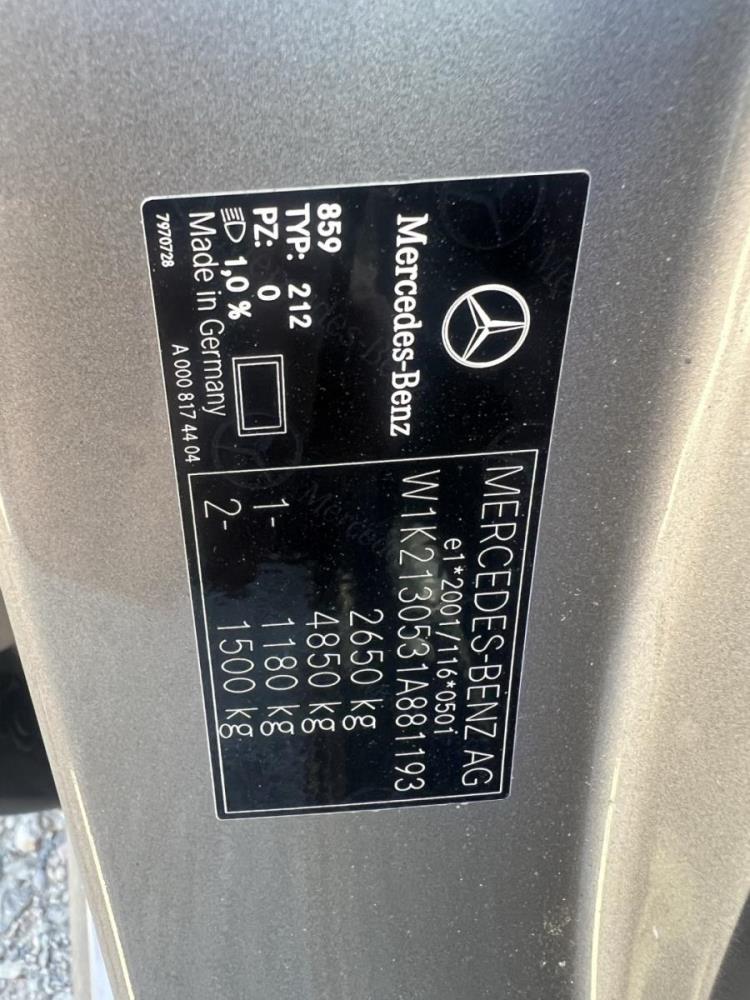 Mercedes-Benz
859
TYP: 212
PZ: 0
1,0 %
Made in Germany
A 000 817 44 04
7970728
MERCEDES-BENZ AG
e1*2001/116*0501
W1K2130531A881193
2650 kg
4850 kg
1- 1180 kg
2- 1500 kg